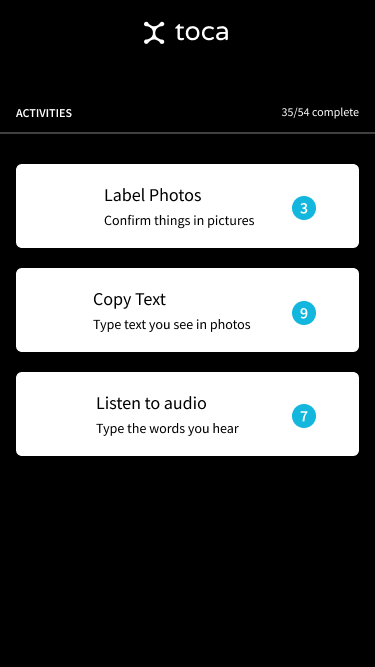 toca
ACTIVITIES
35/54 complete
Label Photos
Confirm things in pictures
3
Copy Text
Type text you see in photos
9
Listen to audio
Type the words you hear
7